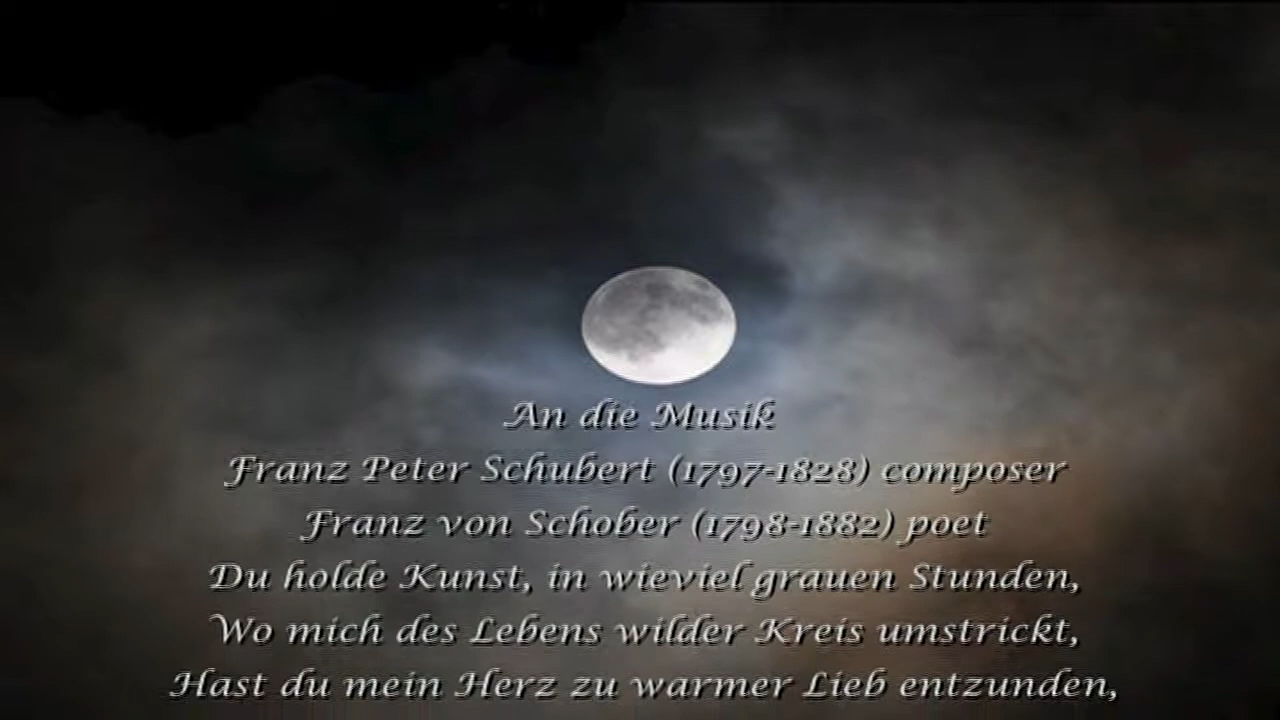 An die Musik
Franz Peter Schubert (1797-1828) composer
Franz von Schober (1798-1882) poet
Du holde Kunst, in wieviel grauen Stunden,
Wo mich des Lebens wilder Kreis umstrickt,
Hast du mein Herz zu warmer Lieb entzunden,